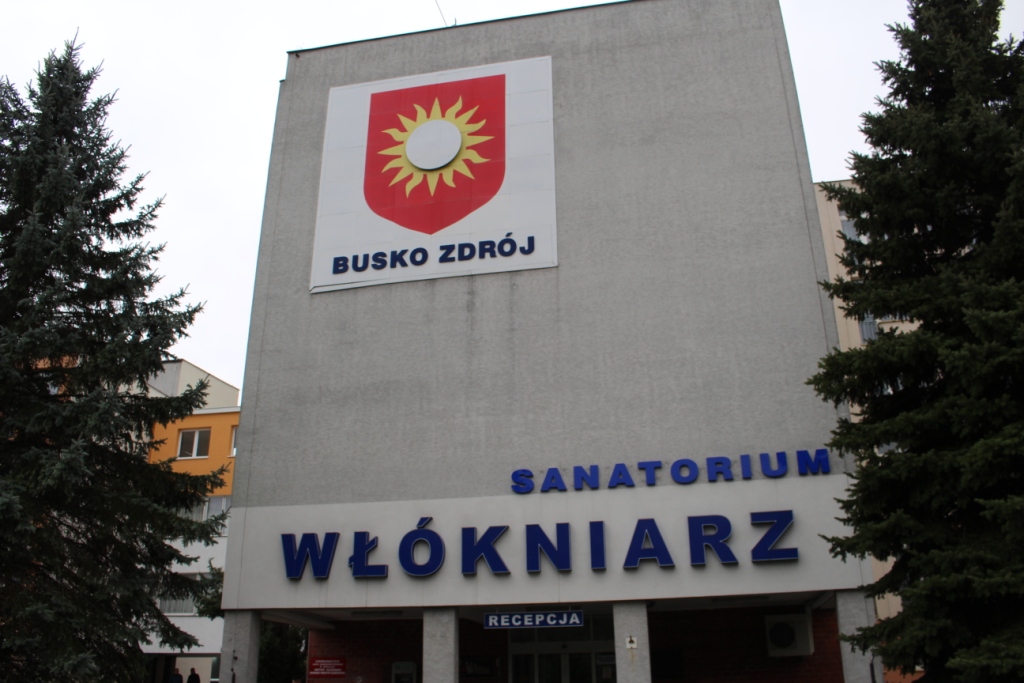 BUSKO ZDRÓJ
SANATORIUM
WŁÓKNIARZ
RECEPCJA